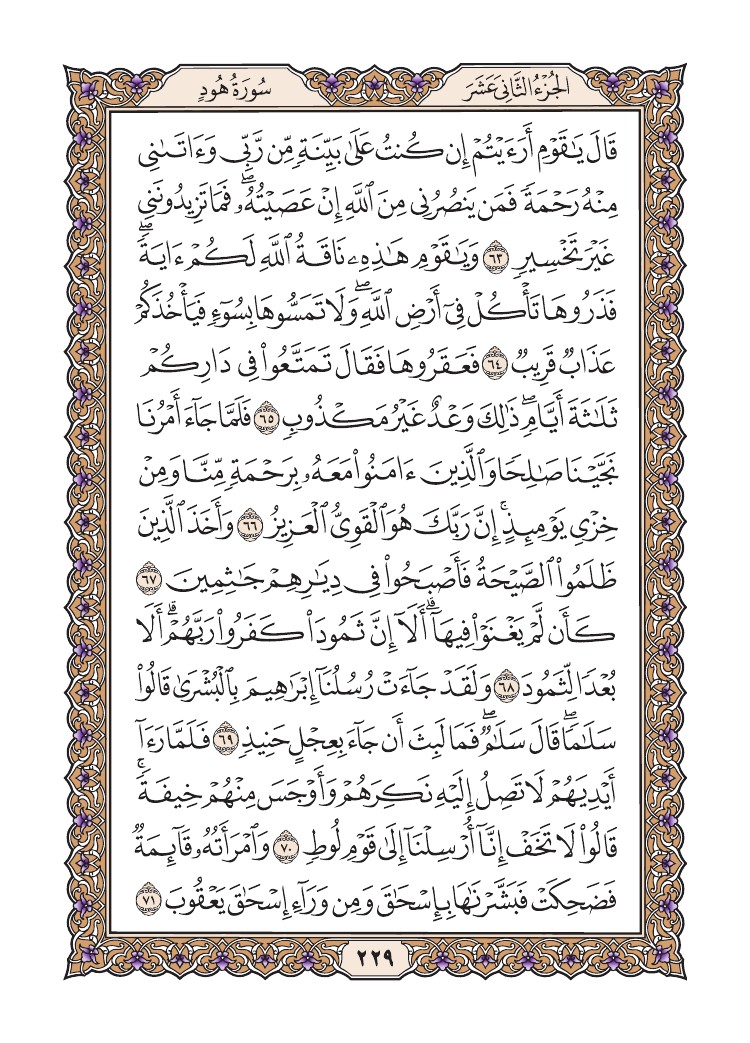 الجُزْءُ الثَّانِي عَشَرَ
سُورَةُ هُودٍ
قَالَ يَٰقَوْمِ أَرَءَيْتُمْ إِن كُنتُ عَلَىٰ بَيِّنَةٍ مِّن رَّبِّي وَءَاتَىٰنِي
مِنْهُ رَحْمَةً فَمَن يَنصُرُنِي مِنَ ٱللَّهِ إِنْ عَصَيْتُهُۥۖ فَمَا تَزِيدُونَنِي
غَيْرَ تَخْسِيرٍ ٦٣ وَيَٰقَوْمِ هَٰذِهِۦ نَاقَةُ ٱللَّهِ لَكُمْ ءَايَةًۖ
فَذَرُوهَا تَأْكُلْ فِيٓ أَرْضِ ٱللَّهِۖ وَلَا تَمَسُّوهَا بِسُوٓءٍ فَيَأْخُذَكُمْ
عَذَابٌ قَرِيبٌ ٦٤ فَعَقَرُوهَا فَقَالَ تَمَتَّعُوا۟ فِي دَارِكُمْ
ثَلَٰثَةَ أَيَّامٍۖ ذَٰلِكَ وَعْدٌ غَيْرُ مَكْذُوبٍ ٦٥ فَلَمَّا جَآءَ أَمْرُنَا
نَجَّيْنَا صَٰلِحًا وَٱلَّذِينَ ءَامَنُوا۟ مَعَهُۥ بِرَحْمَةٍ مِّنَّا وَمِنْ
خِزْيِ يَوْمِئِذٍۚ إِنَّ رَبَّكَ هُوَ ٱلْقَوِيُّ ٱلْعَزِيزُ ٦٦ وَأَخَذَ ٱلَّذِينَ
ظَلَمُوا۟ ٱلصَّيْحَةُ فَأَصْبَحُوا۟ فِي دِيَٰرِهِمْ جَٰثِمِينَ ٦٧
كَأَن لَّمْ يَغْنَوْا۟ فِيهَآۗ أَلَآ إِنَّ ثَمُودَا۟ كَفَرُوا۟ رَبَّهُمْۗ أَلَا
بُعْدًا لِّثَمُودَ ٦٨ وَلَقَدْ جَآءَتْ رُسُلُنَآ إِبْرَٰهِيمَ بِٱلْبُشْرَىٰ قَالُوا۟
سَلَٰمًاۖ قَالَ سَلَٰمٌۖ فَمَا لَبِثَ أَن جَآءَ بِعِجْلٍ حَنِيذٍ ٦٩ فَلَمَّا رَءَآ
أَيْدِيَهُمْ لَا تَصِلُ إِلَيْهِ نَكِرَهُمْ وَأَوْجَسَ مِنْهُمْ خِيفَةًۚ
قَالُوا۟ لَا تَخَفْ إِنَّآ أُرْسِلْنَآ إِلَىٰ قَوْمِ لُوطٍ ٧٠ وَٱمْرَأَتُهُۥ قَآئِمَةٌ
فَضَحِكَتْ فَبَشَّرْنَٰهَا بِإِسْحَٰقَ وَمِن وَرَآءِ إِسْحَٰقَ يَعْقُوبَ ٧١
٢٢٩